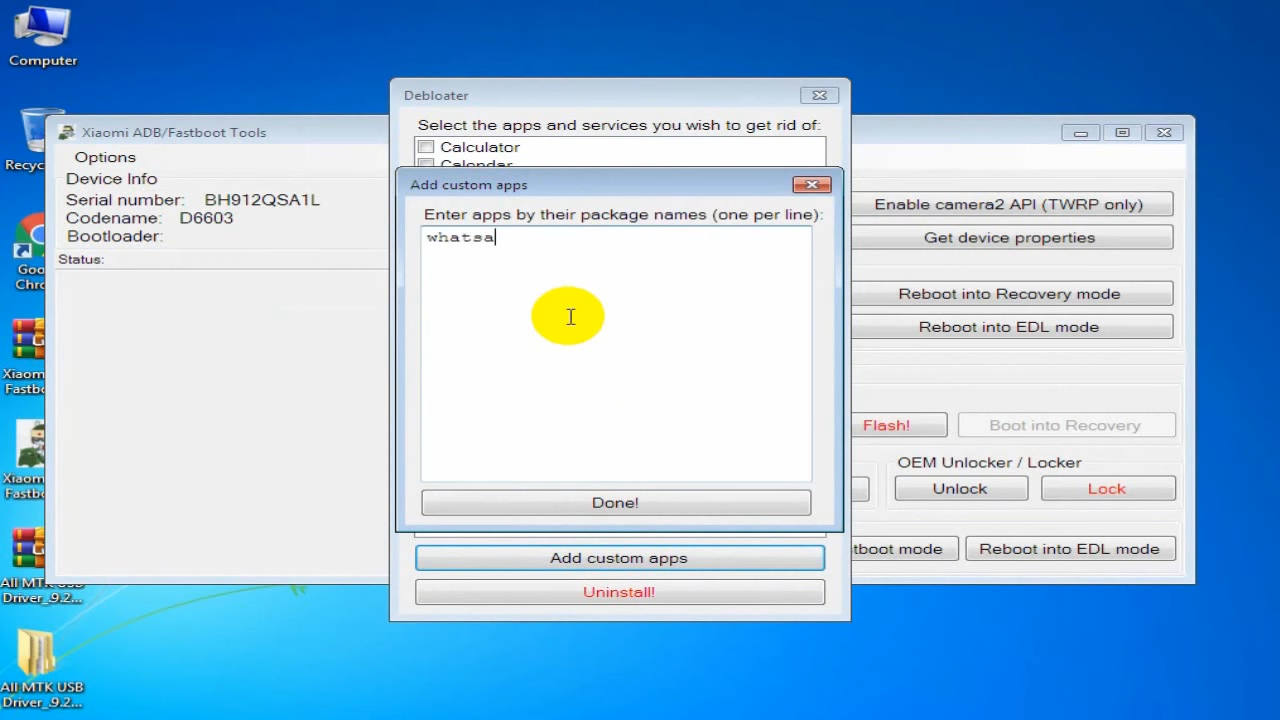 Computer
Debloater
Select the apps and services you wish to get rid of:
Calculator
Calendar
Xiaomi ADB/Fastboot Tools
Options
Device Info
Serial number: BH912QSA1L
Codename: D6603
Bootloader:
Status:
Add custom apps
Enter apps by their package names (one per line):
whatsa
Done!
Add custom apps
Uninstall!
Enable camera2 API (TWRP only)
Get device properties
Reboot into Recovery mode
Reboot into EDL mode
Flash!
Boot into Recovery
OEM Unlocker / Locker
Unlock
Lock
tboot mode
Reboot into EDL mode
Recyc
Goo
Chro
Xiaom
Fastbo
Xiaom
Fastb
All MTK USB
Driver_9.2...
All MTK USB
Driver_9.2...